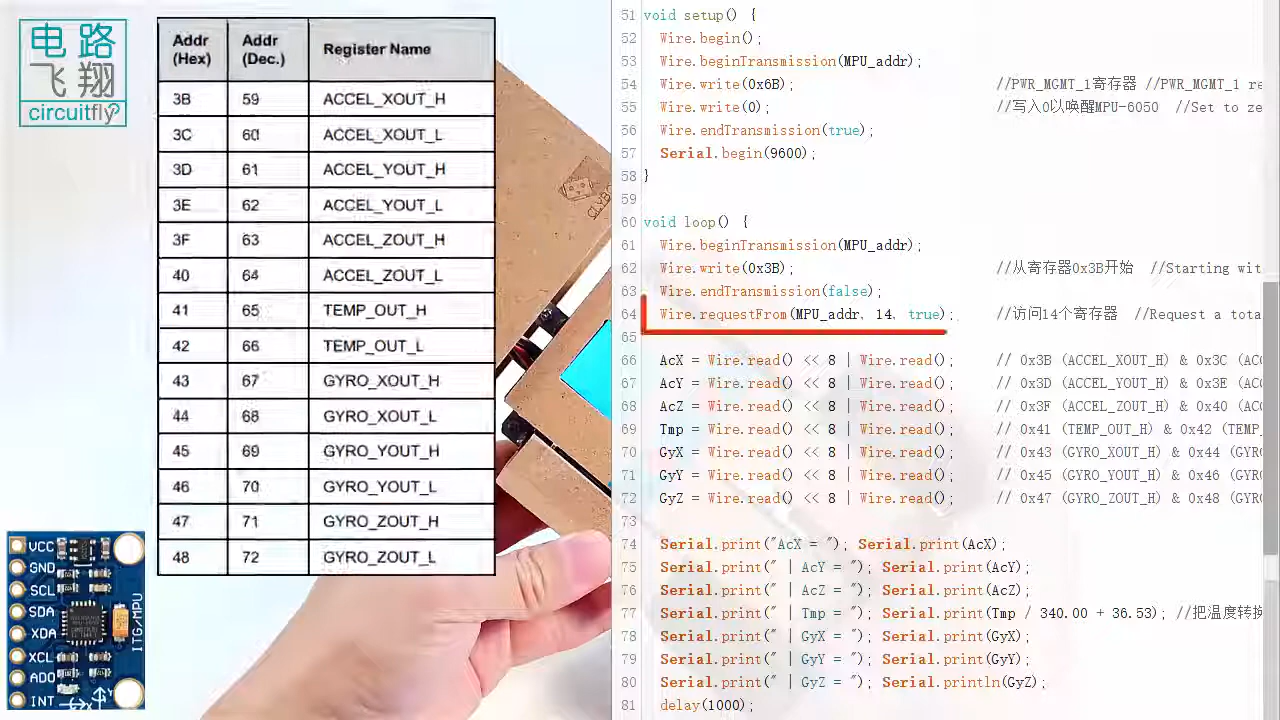 电路
飞翔
circuitfly
Addr (Hex) Addr (Dec.) Register Name
3B 59 ACCEL_XOUT_H
3C 60 ACCEL_XOUT_L
3D 61 ACCEL_YOUT_H
3E 62 ACCEL_YOUT_L
3F 63 ACCEL_ZOUT_H
40 64 ACCEL_ZOUT_L
41 65 TEMP_OUT_H
42 66 TEMP_OUT_L
43 67 GYRO_XOUT_H
44 68 GYRO_XOUT_L
45 69 GYRO_YOUT_H
46 70 GYRO_YOUT_L
47 71 GYRO_ZOUT_H
48 72 GYRO_ZOUT_L
VCC
GND
SCL
SDA
XDA
XCL
ADO
INT
ITG/MPU
51 void setup() {
52 Wire.begin()
53 Wire.beginTransmission(MPU_addr);
54 Wire.write(0x6B); //PWR_MGMT_1寄存器 //PWR_MGMT_1 re
55 Wire.write(0); //写入0以唤醒MPU-6050 //Set to ze
56 Wire.endTransmission(true);
57 Serial.begin(9600);
58 }
59
60 void loop() {
61 Wire.beginTransmission(MPU_addr);
62 Wire.write(0x3B); //从寄存器0x3B开始 //Starting wit
63 Wire.endTransmission(false);
64 Wire.requestFrom(MPU_addr, 14, true); //访问14个寄存器 //Request a tota
65
66 AcX = Wire.read() << 8 | Wire.read(); // 0x3B (ACCEL_XOUT_H) & 0x3C (AC
67 AcY = Wire.read() << 8 | Wire.read(); // 0x3D (ACCEL_YOUT_H) & 0x3E (AC
68 AcZ = Wire.read() << 8 | Wire.read(); // 0x3F (ACCEL_ZOUT_H) & 0x40 (AC
69 Tmp = Wire.read() << 8 | Wire.read(); // 0x41 (TEMP_OUT_H) & 0x42 (TEMP_
70 GyX = Wire.read() << 8 | Wire.read(); // 0x43 (GYRO_XOUT_H) & 0x44 (GYR
71 GyY = Wire.read() << 8 | Wire.read(); // 0x45 (GYRO_YOUT_H) & 0x46 (GYR
72 GyZ = Wire.read() << 8 | Wire.read(); // 0x47 (GYRO_ZOUT_H) & 0x48 (GYR
73
74 Serial.print("AcX = "); Serial.print(AcX);
75 Serial.print(" | AcY = "); Serial.print(AcY);
76 Serial.print(" | AcZ = "); Serial.print(AcZ);
77 Serial.print(" | Tmp = "); Serial.print(Tmp / 340.00 + 36.53); //把温度转换
78 Serial.print(" | GyX = "); Serial.print(GyX);
79 Serial.print(" | GyY = "); Serial.print(GyY);
80 Serial.print(" | GyZ = "); Serial.println(GyZ);
81 delay(1000);